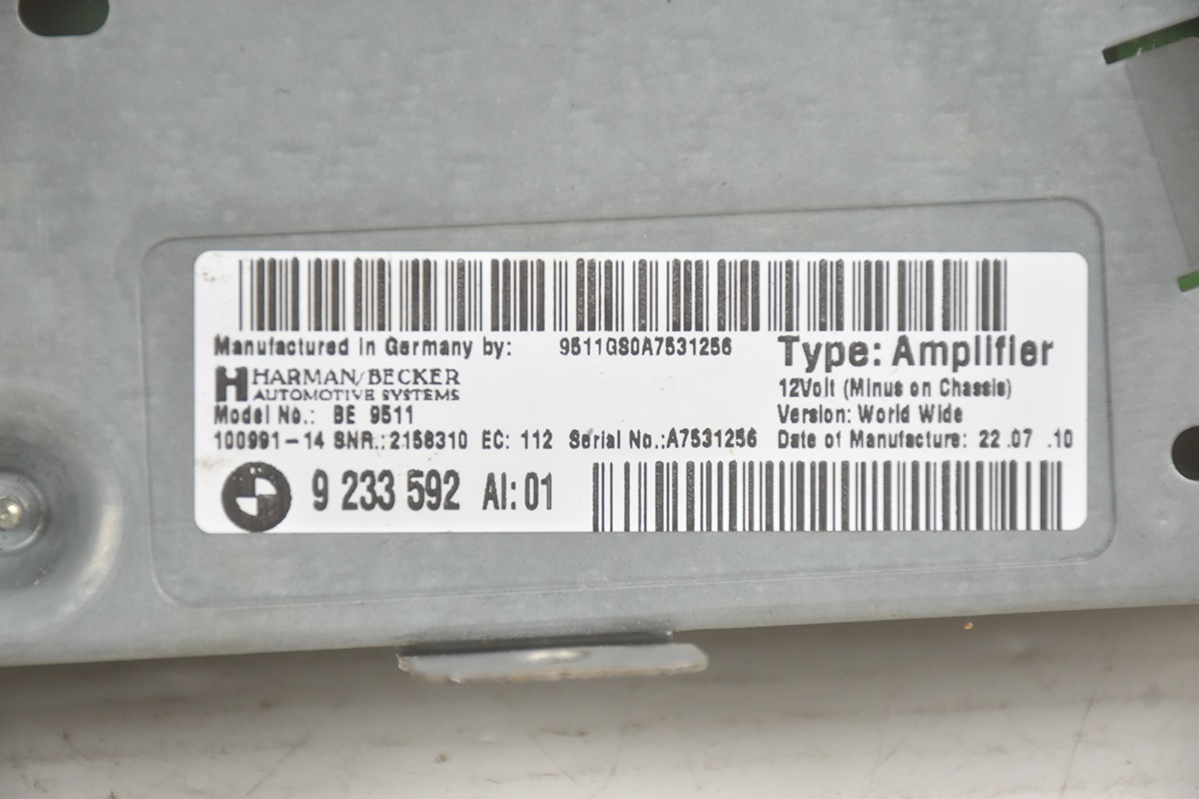 Manufactured in Germany by: 9511GS0A7531256 Type: Amplifier
HARMAN/BECKER
AUTOMOTIVE SYSTEMS
12Volt (Minus on Chassis)
Model No.: BE 9511 Version: World Wide
100991-14 SNR.: 2158310 EC: 112 Serial No.:A7531256 Date of Manufacture: 22.07 .10
9 233 592 AI:01